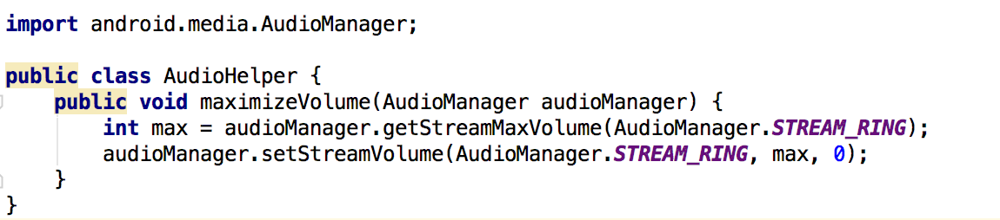 import android.media.AudioManager;
public class AudioHelper {
    public void maximizeVolume(AudioManager audioManager) {
        int max = audioManager.getStreamMaxVolume(AudioManager.STREAM_RING);
        audioManager.setStreamVolume(AudioManager.STREAM_RING, max, 0);
    }
}